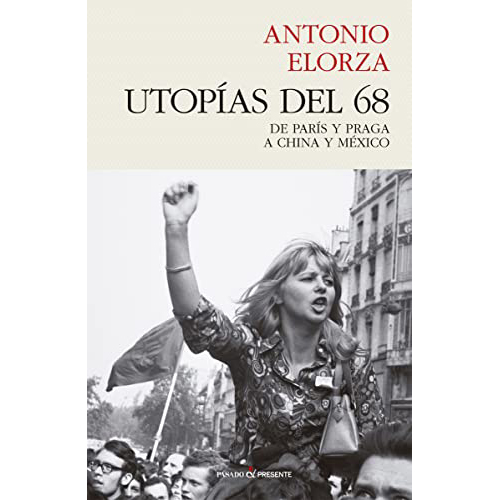 ANTONIO
ELORZA
UTOPÍAS DEL 68
DE PARÍS Y PRAGA
A CHINA Y MÉXICO
PASADO & PRESENTE